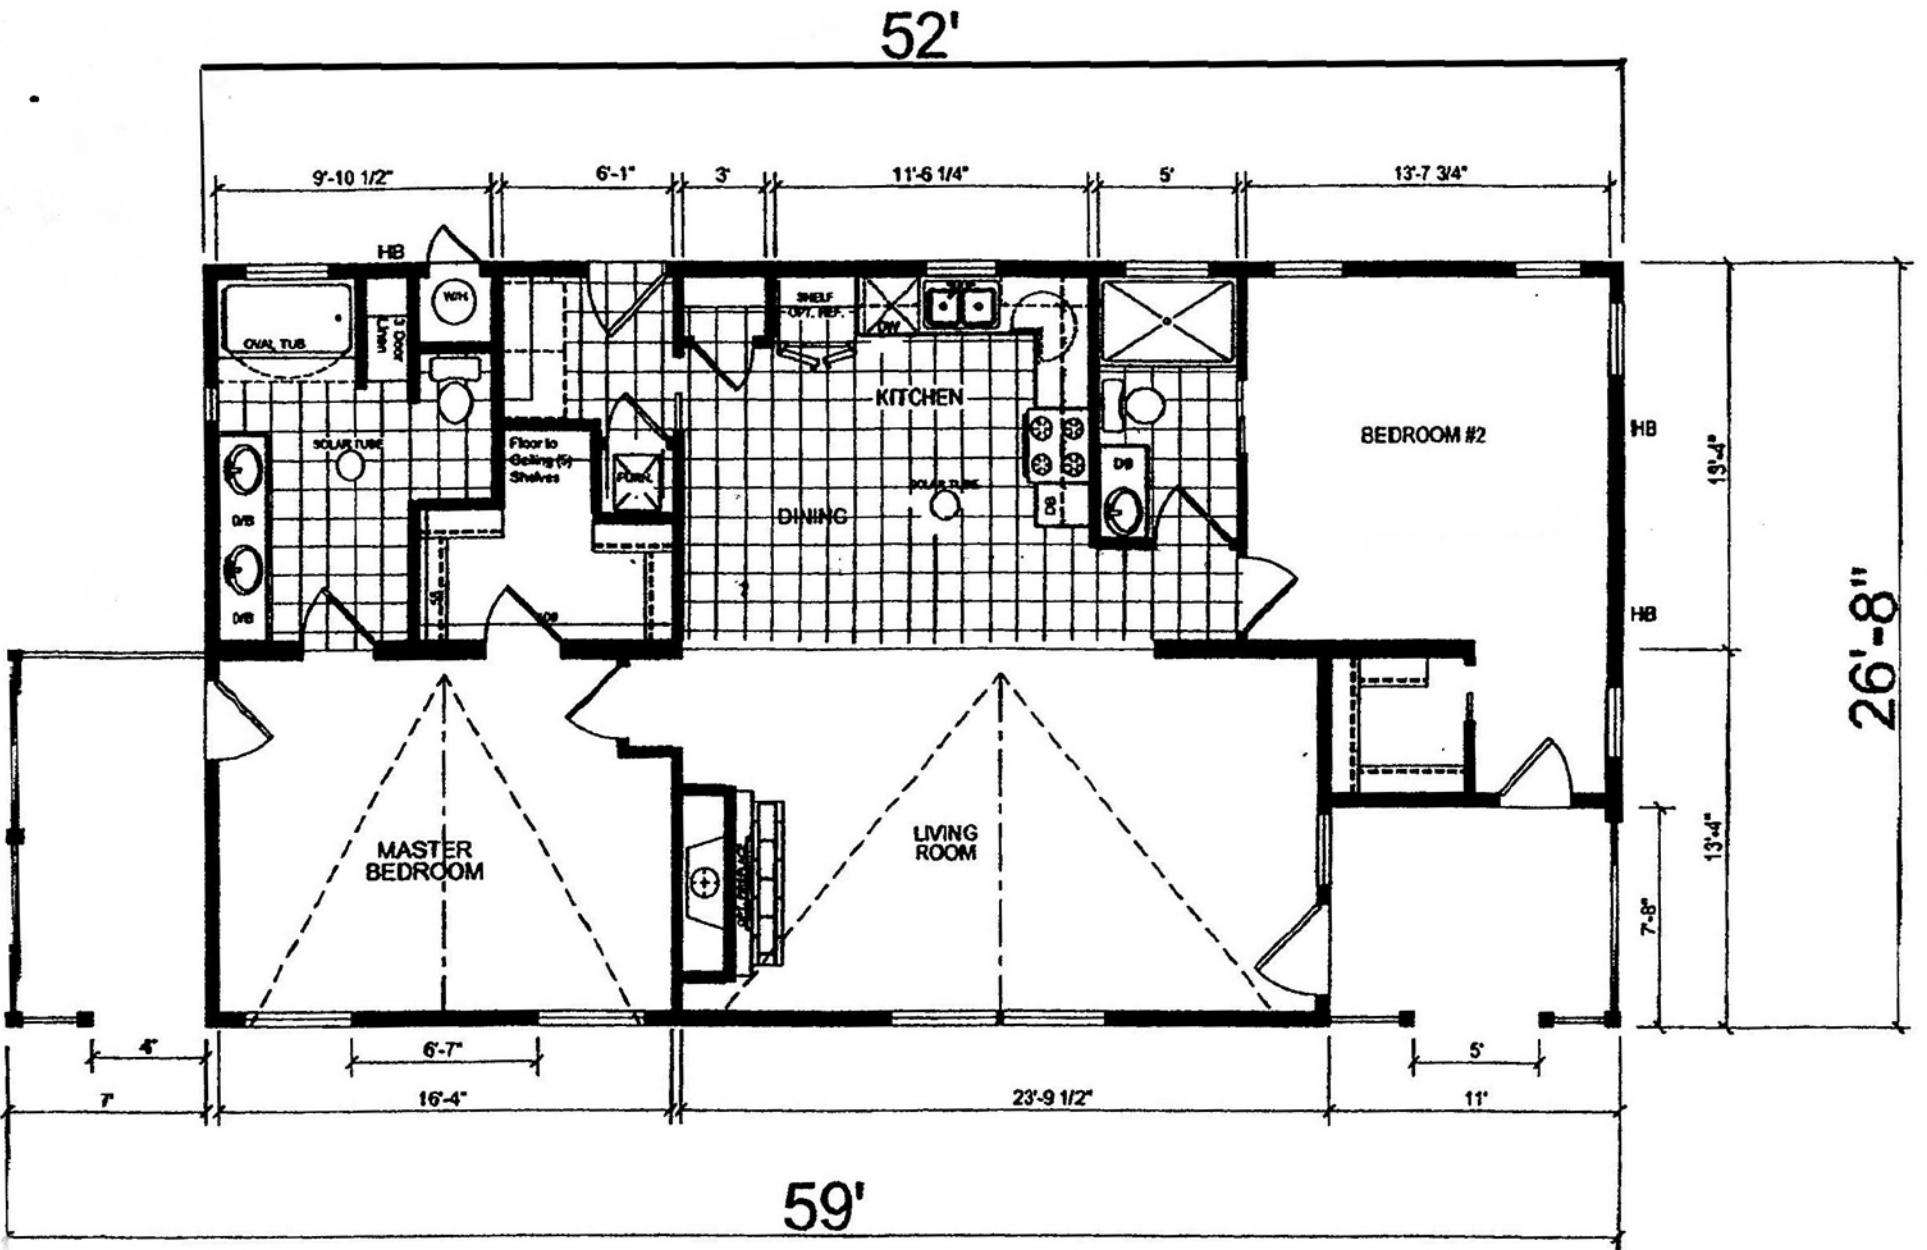 52'
9'-10 1/2"
6'-1"
3'
11'-6 1/4"
5'
13'-7 3/4"
HB
W/H
SHELF
OPT. REF.
DW
OVAL TUB
3 Door
Linen
KITCHEN
BEDROOM #2
HB
SOLAR TUBE
Floor to
Ceiling (5)
Shelves
FURN.
DB
13'-4"
SOLAR TUBE
DINING
DB
D/B
D/B
HB
26'-8"
MASTER
BEDROOM
LIVING
ROOM
13'-4"
7'-8"
4'
6'-7"
5'
7'
16'-4"
23'-9 1/2"
11'
59'